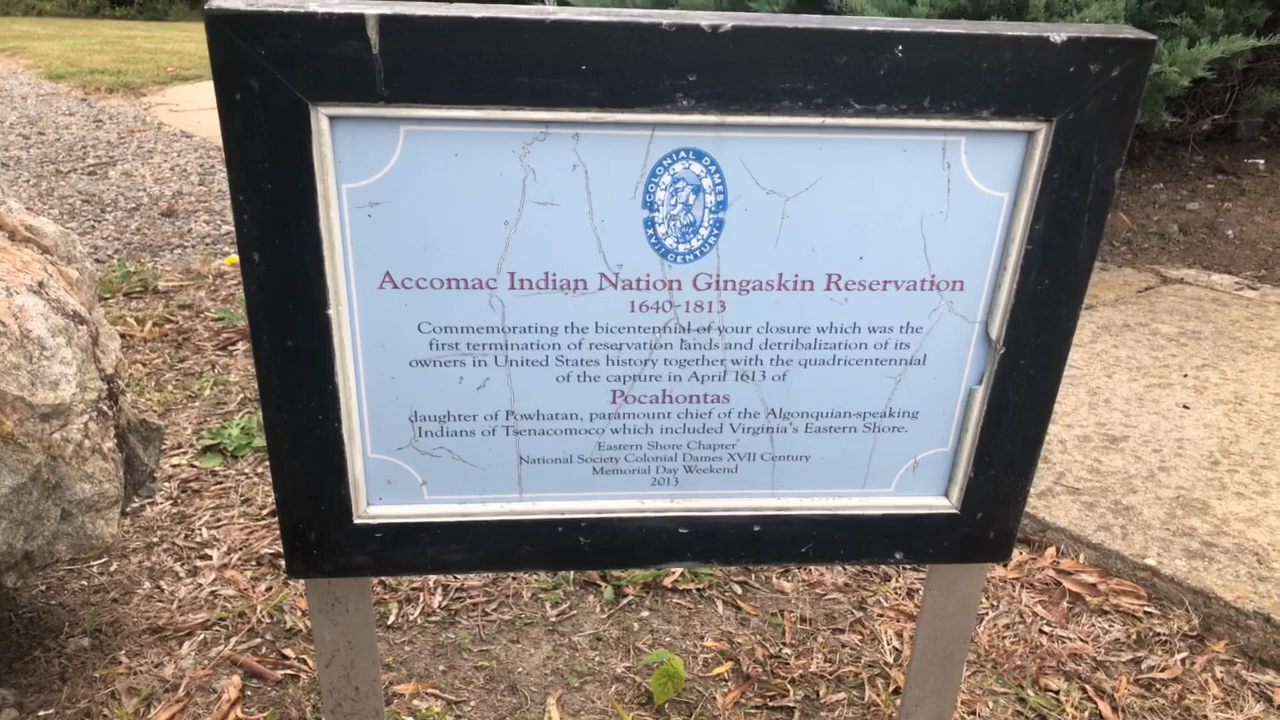 COLONIAL DAMES
XVII CENTURY
Accomac Indian Nation Gingaskin Reservation
1640-1813
Commemorating the bicentennial of your closure which was the
first termination of reservation lands and detribalization of its
owners in United States history together with the quadricentennial
of the capture in April 1613 of
Pocahontas
daughter of Powhatan, paramount chief of the Algonquian-speaking
Indians of Tsenacomoco which included Virginia's Eastern Shore.
Eastern Shore Chapter
National Society Colonial Dames XVII Century
Memorial Day Weekend
2013